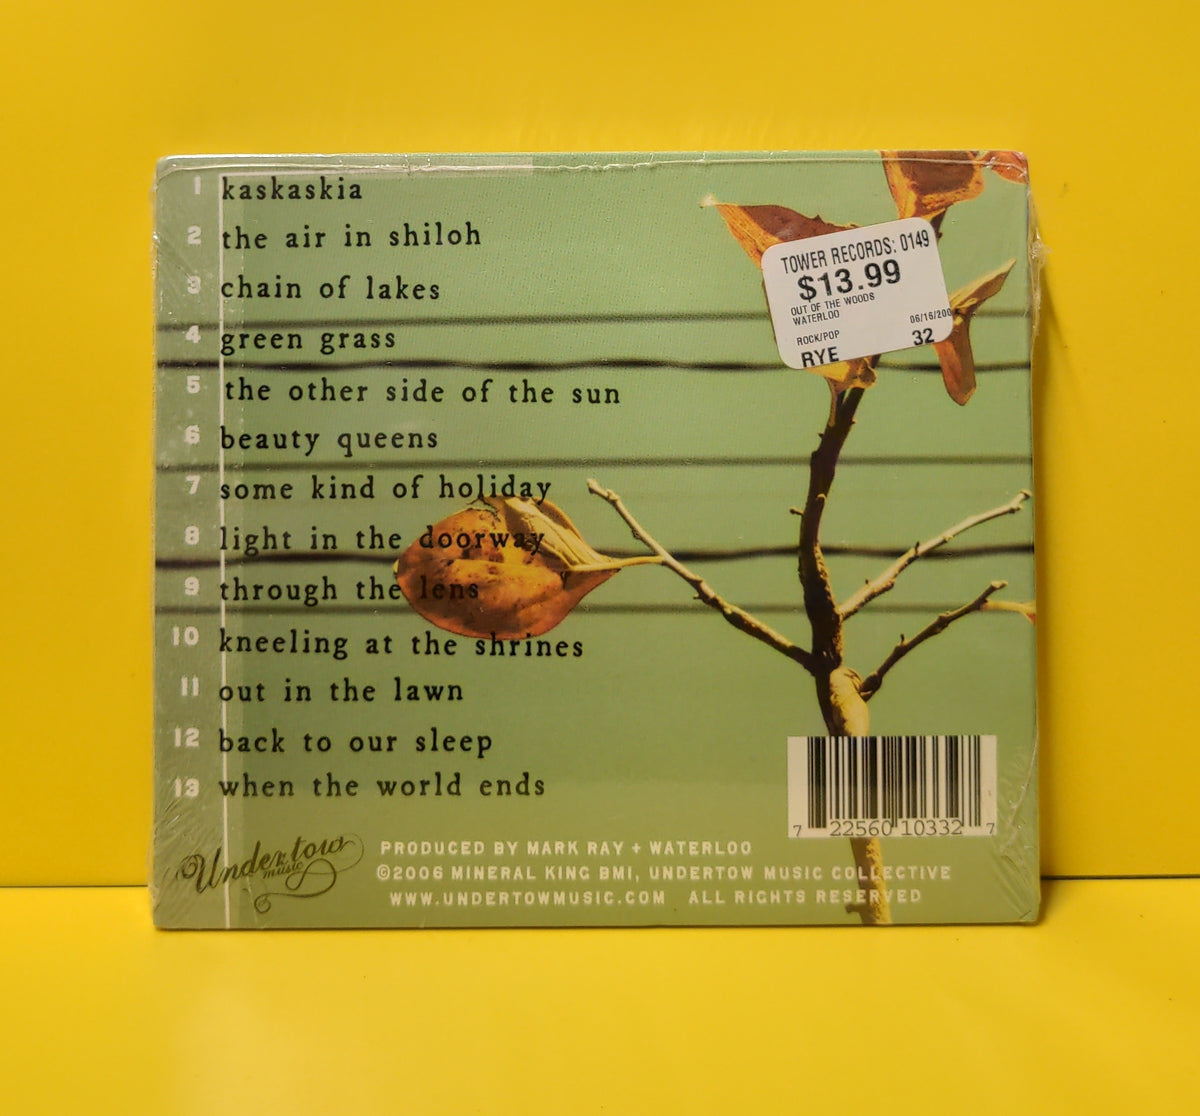 1 kaskaskia
2 the air in shiloh
3 chain of lakes
4 green grass
5 the other side of the sun
6 beauty queens
7 some kind of holiday
8 light in the doorway
9 through the lens
10 kneeling at the shrines
11 out in the lawn
12 back to our sleep
13 when the world ends
TOWER RECORDS: 0149
$13.99
OUT OF THE WOODS
WATERLOO
06/16/200
ROCK/POP
RYE 32
7 22560 10332 7
Undertow
music
PRODUCED BY MARK RAY + WATERLOO
©2006 MINERAL KING BMI, UNDERTOW MUSIC COLLECTIVE
WWW.UNDERTOWMUSIC.COM ALL RIGHTS RESERVED